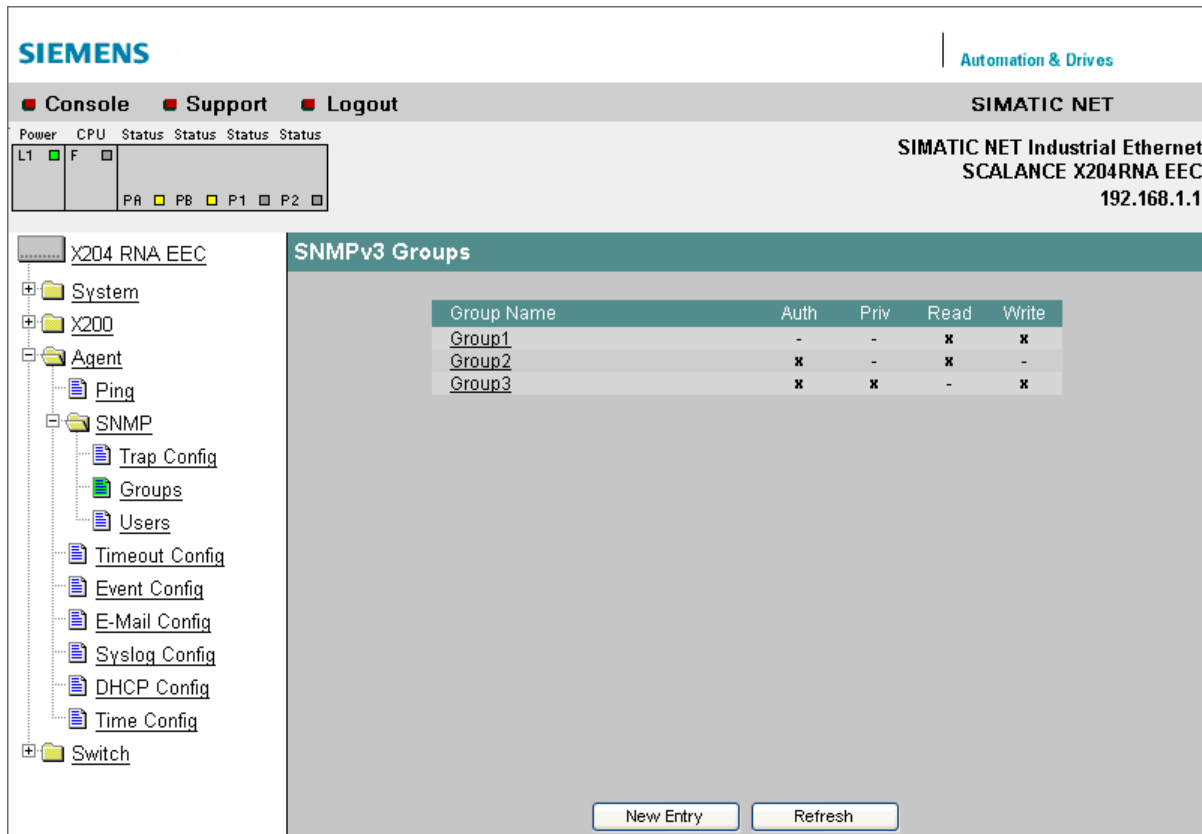 SIEMENS
Automation & Drives
Console Support Logout
SIMATIC NET
Power CPU Status Status Status Status
L1 F
PA PB P1 P2
SIMATIC NET Industrial Ethernet
SCALANCE X204RNA EEC
192.168.1.1
X204 RNA EEC
System
X200
Agent
Ping
SNMP
Trap Config
Groups
Users
Timeout Config
Event Config
E-Mail Config
Syslog Config
DHCP Config
Time Config
Switch
SNMPv3 Groups
Group Name Auth Priv Read Write
Group1 - - x x
Group2 x - x -
Group3 x x - x
New Entry Refresh